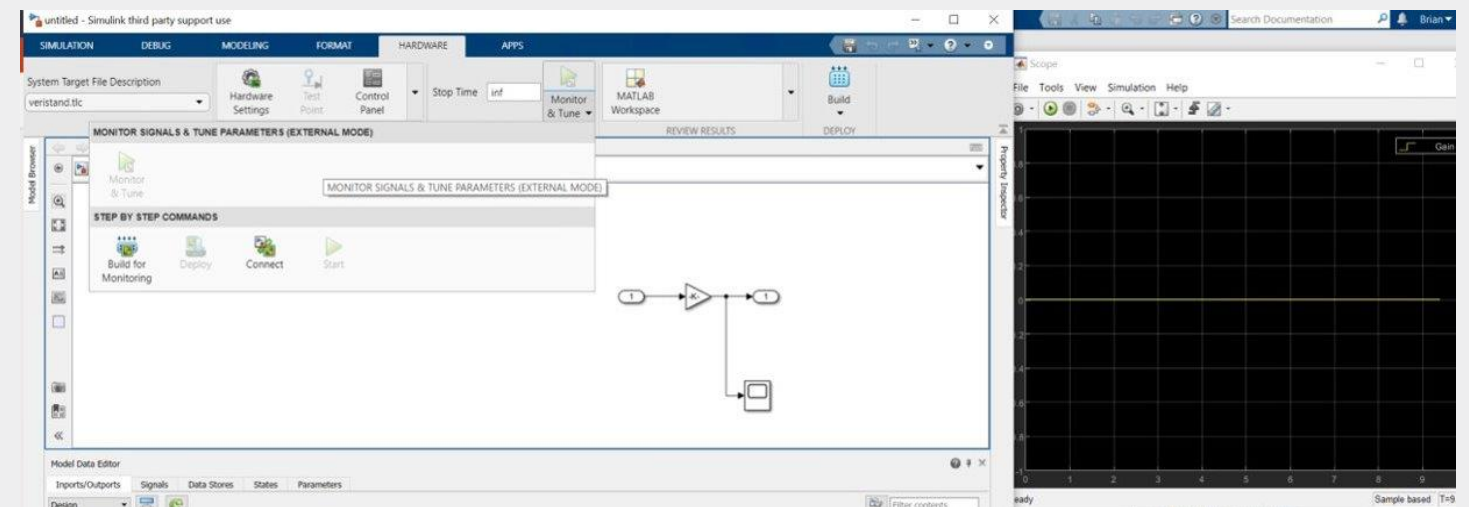 untitled - Simulink third party support use
SIMULATION DEBUG MODELING FORMAT HARDWARE APPS
System Target File Description
veristand.tlc
Hardware Settings
Test Point
Control Panel
Stop Time inf
Monitor & Tune
MATLAB Workspace
Build
REVIEW RESULTS
DEPLOY
MONITOR SIGNALS & TUNE PARAMETERS (EXTERNAL MODE)
Monitor & Tune
MONITOR SIGNALS & TUNE PARAMETERS (EXTERNAL MODE)
STEP BY STEP COMMANDS
Build for Monitoring
Deploy
Connect
Start
Model Browser
Property Inspector
1
-K-
1
Model Data Editor
Inports/Outports Signals Data Stores States Parameters
Design
Filter contents
Search Documentation
Brian
Scope
File Tools View Simulation Help
Gain
1
0
-1
0 1 2 3 4 5 6 7 8 9
eady
Sample based T=9